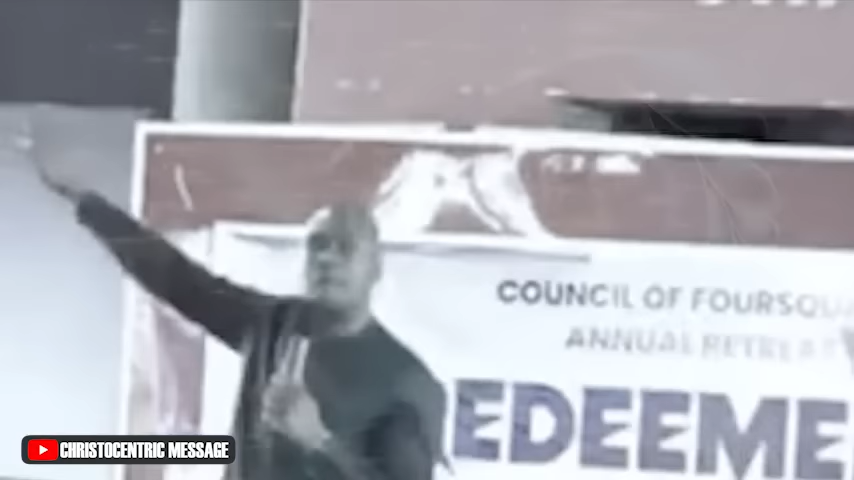 COUNCIL OF FOURSQUA
ANNUAL RETREAT
EDEEME
CHRISTOCENTRIC MESSAGE